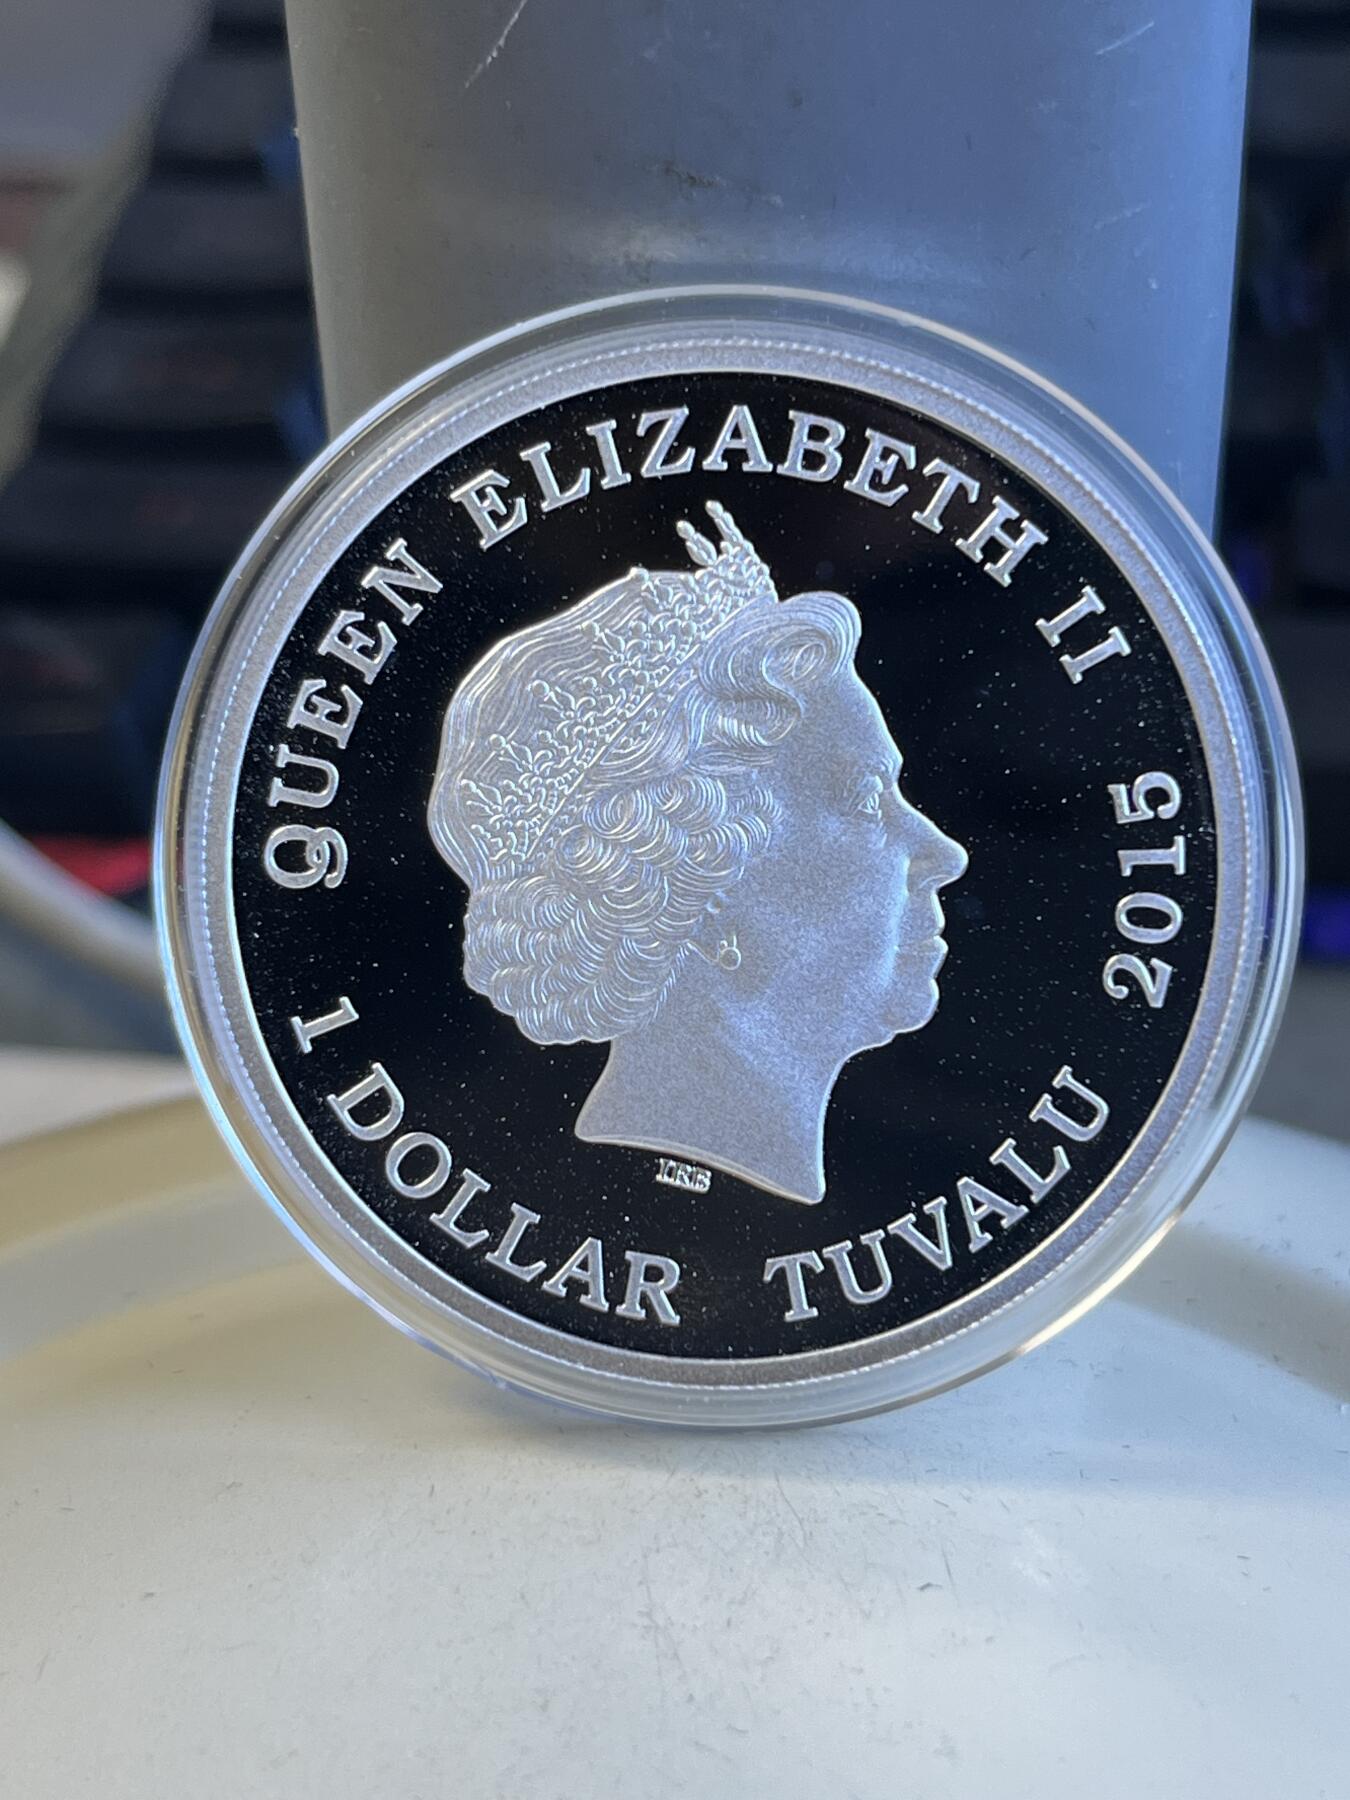 QUEEN ELIZABETH II
2015
1 DOLLAR TUVALU
IRB